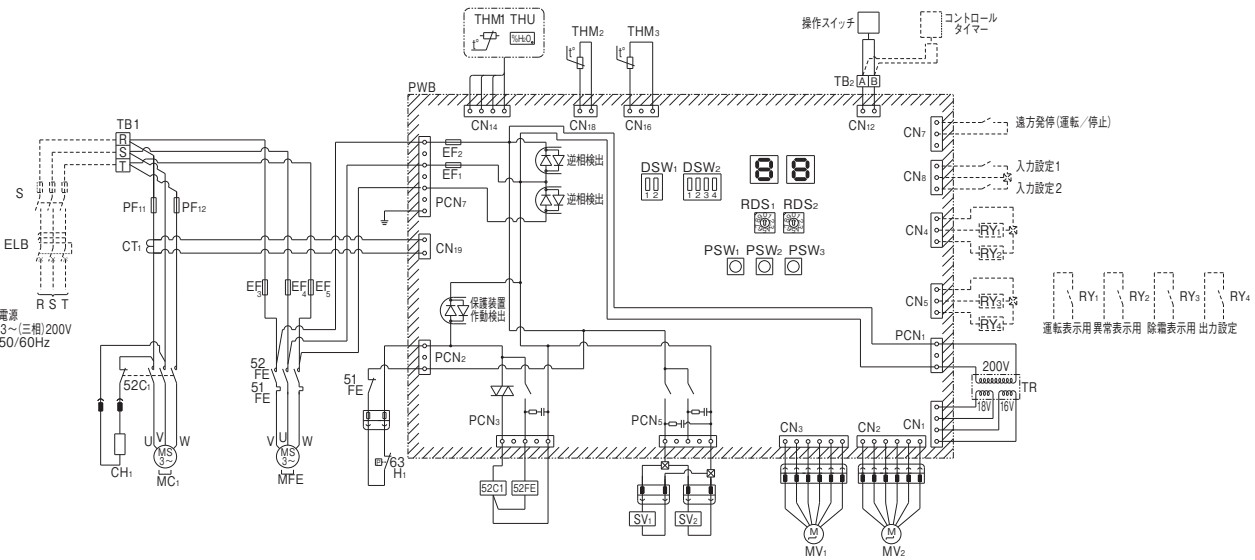 THM1 THU
t°
%H₂O
THM₂
t°
THM₃
t°
操作スイッチ
コントロール
タイマー
TB₂ A B
PWB
CN₁₄
CN₁₈
CN₁₆
CN₁₂
TB1
R
S
T
S
PF₁₁
PF₁₂
ELB
CT₁
R S T
電源
3~(三相)200V
50/60Hz
EF₃
EF₄
EF₅
EF₂
EF₁
PCN₇
CN₁₉
逆相検出
逆相検出
保護装置
作動検出
DSW₁
1 2
DSW₂
1 2 3 4
8 8
RDS₁ RDS₂
PSW₁ PSW₂ PSW₃
CN₇
遠方発停(運転/停止)
CN₈
入力設定1
入力設定2
CN₄
RY₁
RY₂
CN₅
RY₃
RY₄
RY₁
RY₂
RY₃
RY₄
運転表示用
異常表示用
除霜表示用
出力設定
PCN₁
200V
TR
18V
16V
CN₁
52C₁
52
FE
51
FE
51
FE
PCN₂
PCN₃
PCN₅
CN₃
CN₂
U V W
MS
3~
MC₁
CH₁
V U W
MS
3~
MFE
63
H₁
52C1
52FE
SV₁
SV₂
M
MV₁
M
MV₂